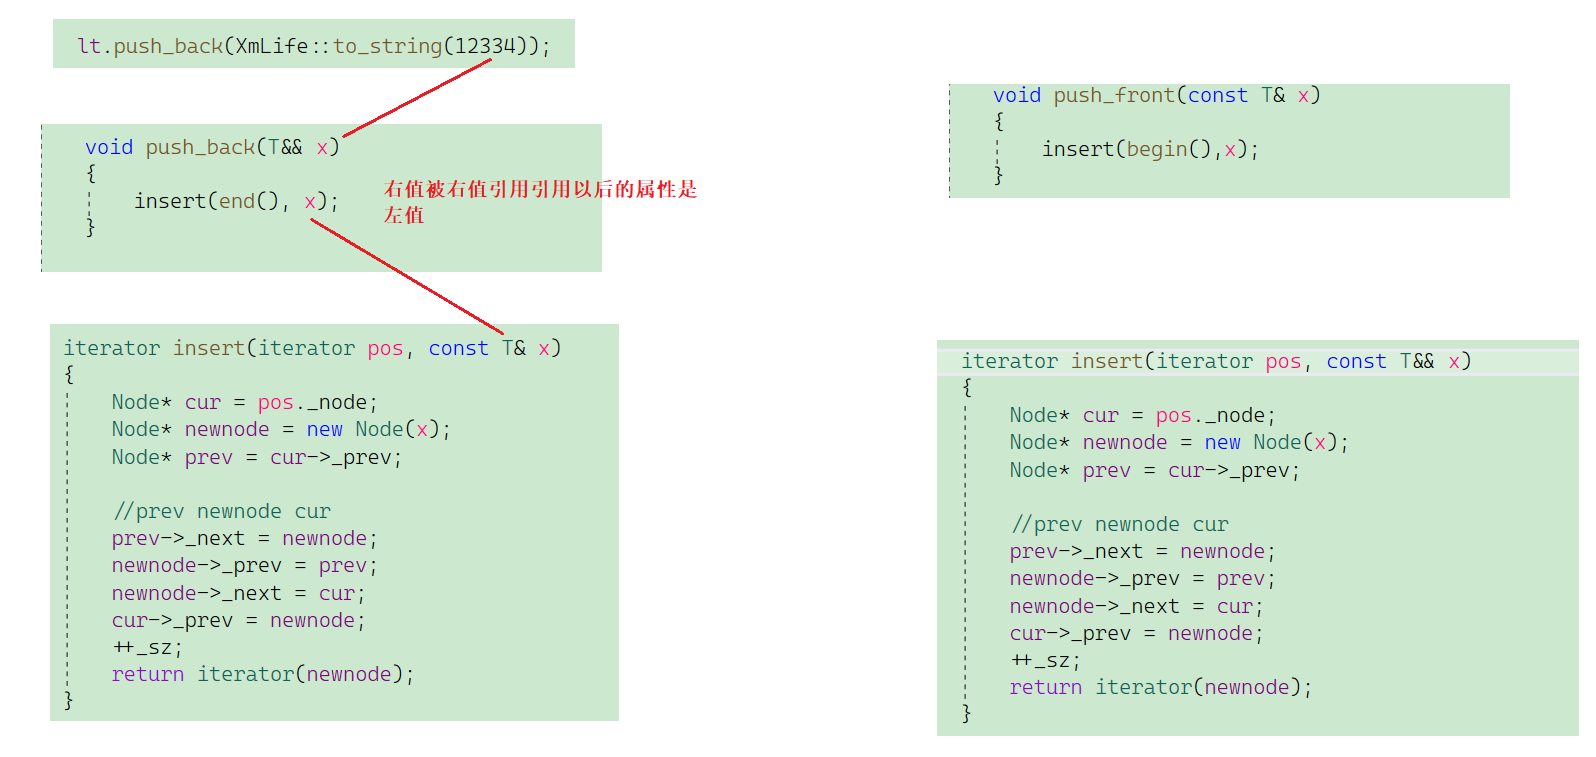 lt.push_back(XmLife::to_string(12334));
void push_back(T&& x)
{
insert(end(), x);
}
右值被右值引用引用以后的属性是
左值
iterator insert(iterator pos, const T& x)
{
Node* cur = pos._node;
Node* newnode = new Node(x);
Node* prev = cur->_prev;
//prev newnode cur
prev->_next = newnode;
newnode->_prev = prev;
newnode->_next = cur;
cur->_prev = newnode;
++_sz;
return iterator(newnode);
}
void push_front(const T& x)
{
insert(begin(),x);
}
iterator insert(iterator pos, const T&& x)
{
Node* cur = pos._node;
Node* newnode = new Node(x);
Node* prev = cur->_prev;
//prev newnode cur
prev->_next = newnode;
newnode->_prev = prev;
newnode->_next = cur;
cur->_prev = newnode;
++_sz;
return iterator(newnode);
}